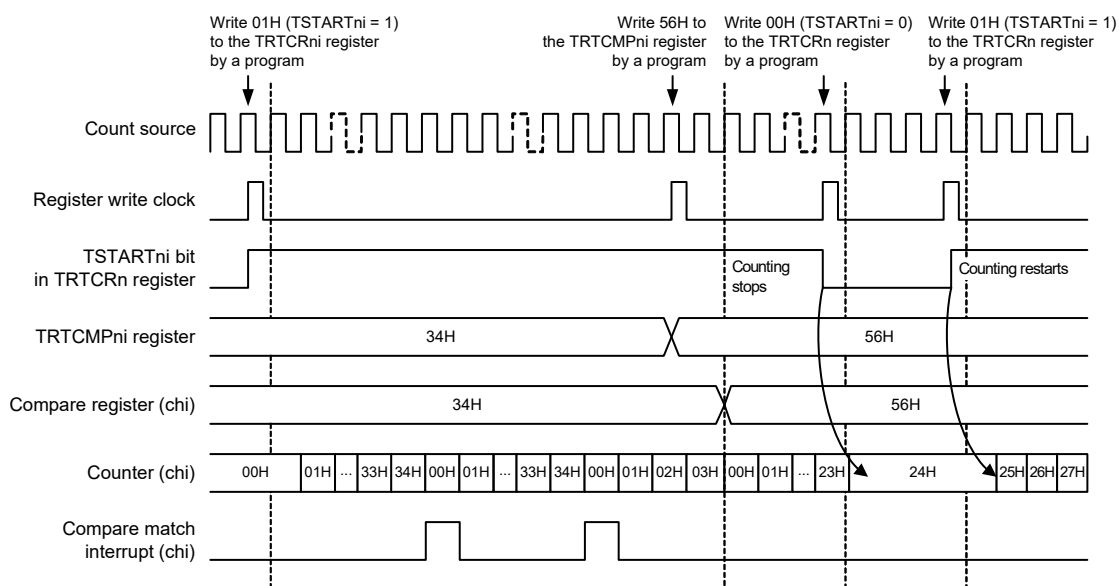 Write 01H (TSTARTni = 1)
to the TRTCRni register
by a program
Write 56H to
the TRTCMPni register
by a program
Write 00H (TSTARTni = 0)
to the TRTCRn register
by a program
Write 01H (TSTARTni = 1)
to the TRTCRn register
by a program
Count source
Register write clock
TSTARTni bit
in TRTCRn register
Counting
stops
Counting restarts
TRTCMPni register
34H
56H
Compare register (chi)
34H
56H
Counter (chi)
00H 01H ... 33H 34H 00H 01H ... 33H 34H 00H 01H 02H 03H 00H 01H ... 23H 24H 25H 26H 27H
Compare match
interrupt (chi)